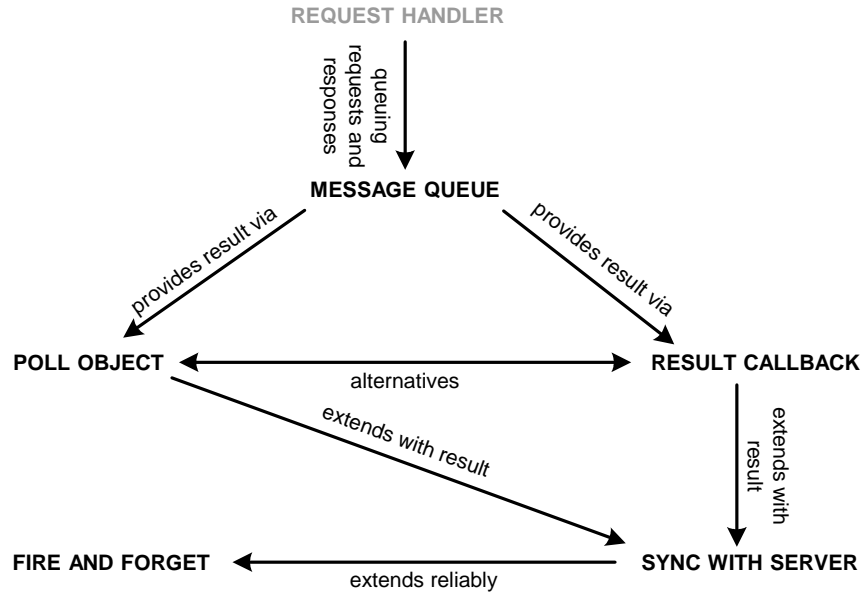 REQUEST HANDLER
queuing
requests and
responses
MESSAGE QUEUE
provides result via
provides result via
POLL OBJECT
alternatives
RESULT CALLBACK
extends with result
extends with
result
FIRE AND FORGET
extends reliably
SYNC WITH SERVER